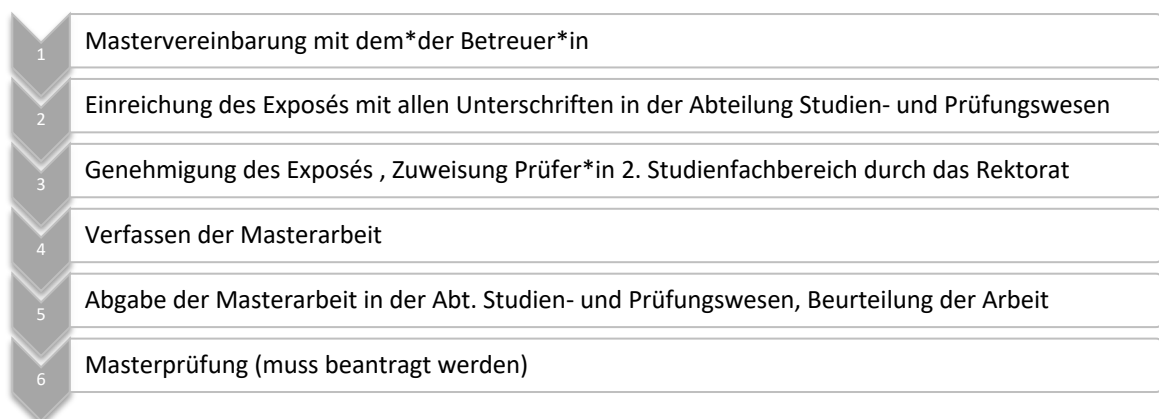 1 Mastervereinbarung mit dem*der Betreuer*in
2 Einreichung des Exposés mit allen Unterschriften in der Abteilung Studien- und Prüfungswesen
3 Genehmigung des Exposés , Zuweisung Prüfer*in 2. Studienfachbereich durch das Rektorat
4 Verfassen der Masterarbeit
5 Abgabe der Masterarbeit in der Abt. Studien- und Prüfungswesen, Beurteilung der Arbeit
6 Masterprüfung (muss beantragt werden)